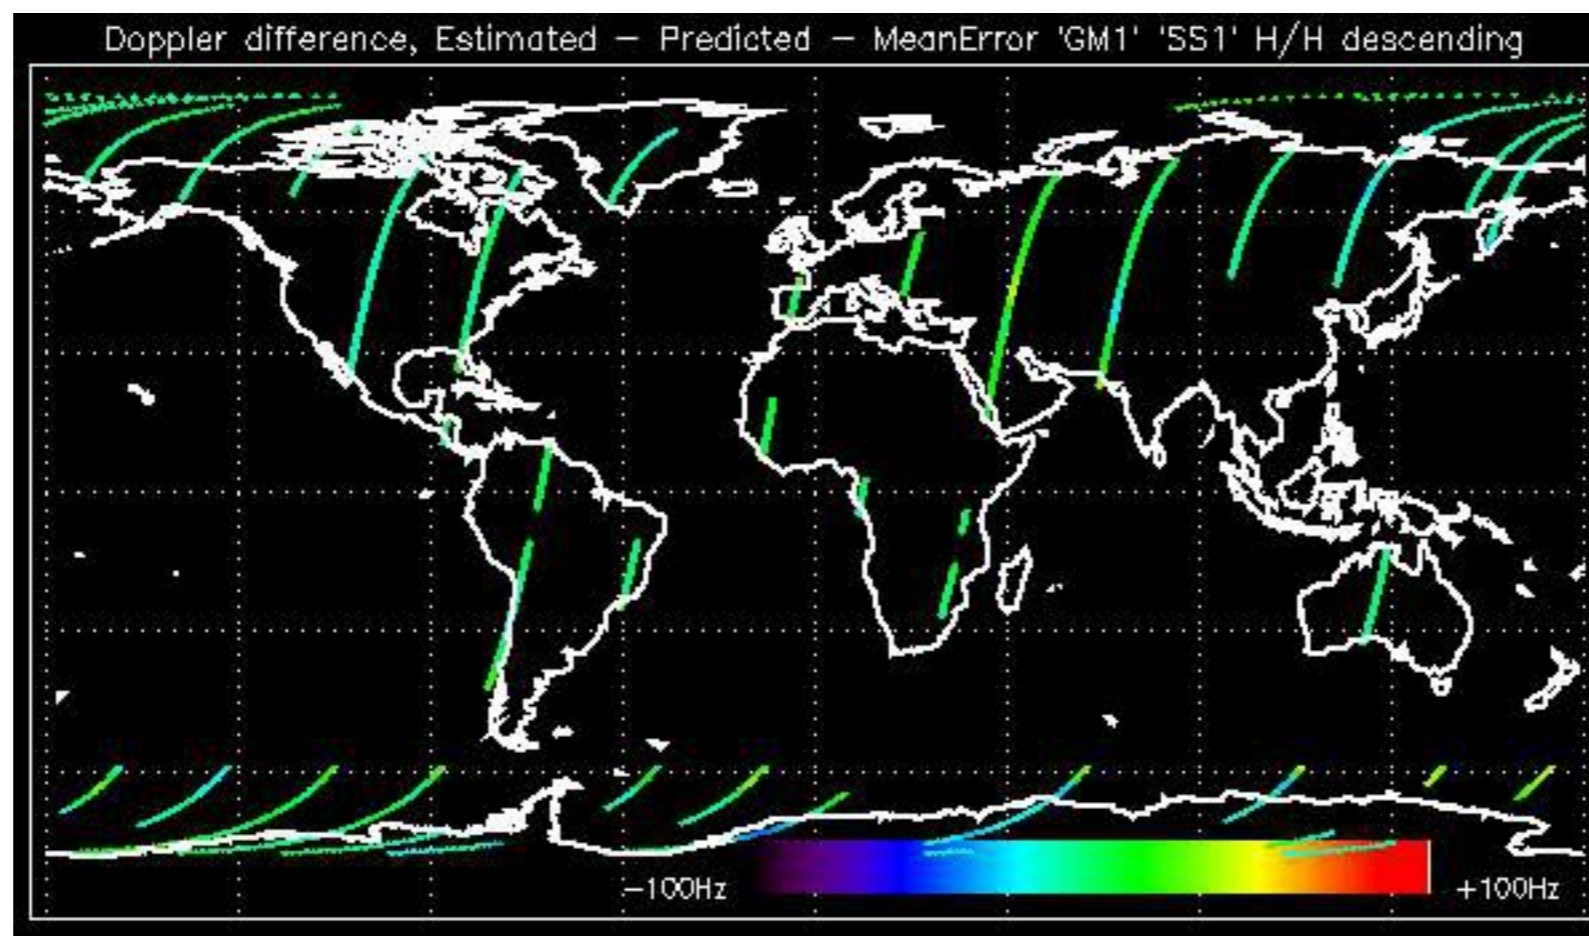 Doppler difference, Estimated – Predicted – MeanError 'GM1' 'SS1' H/H descending
–100Hz +100Hz